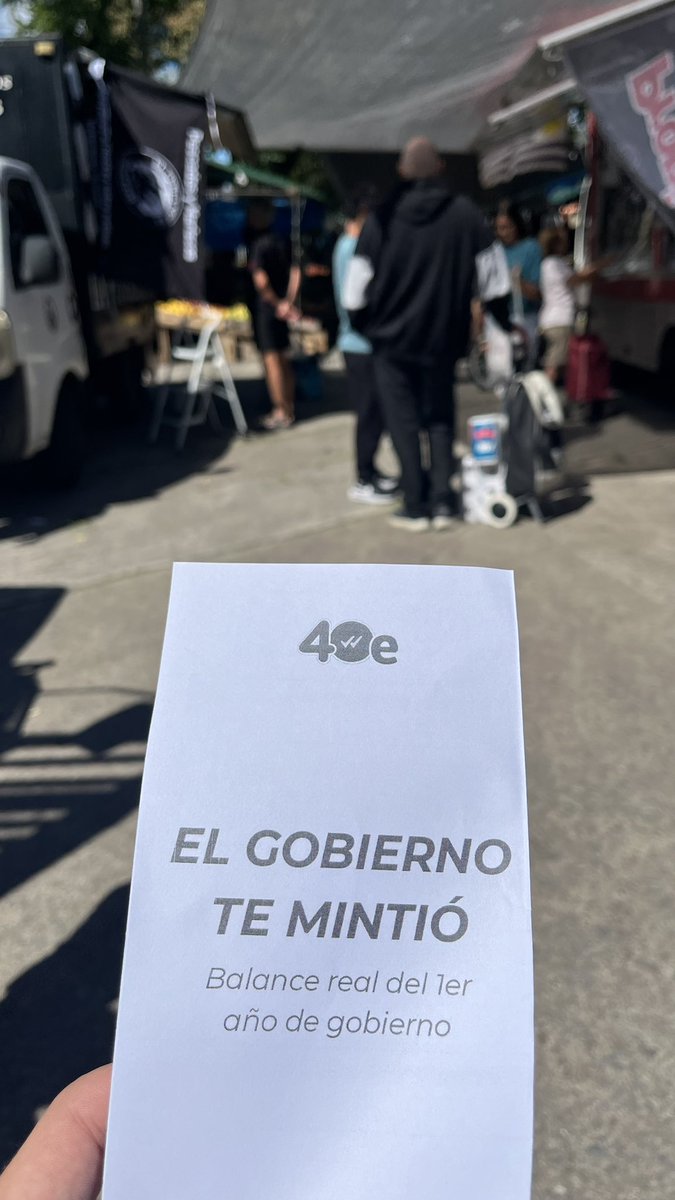 40e
EL GOBIERNO
TE MINTIÓ
Balance real del 1er
año de gobierno